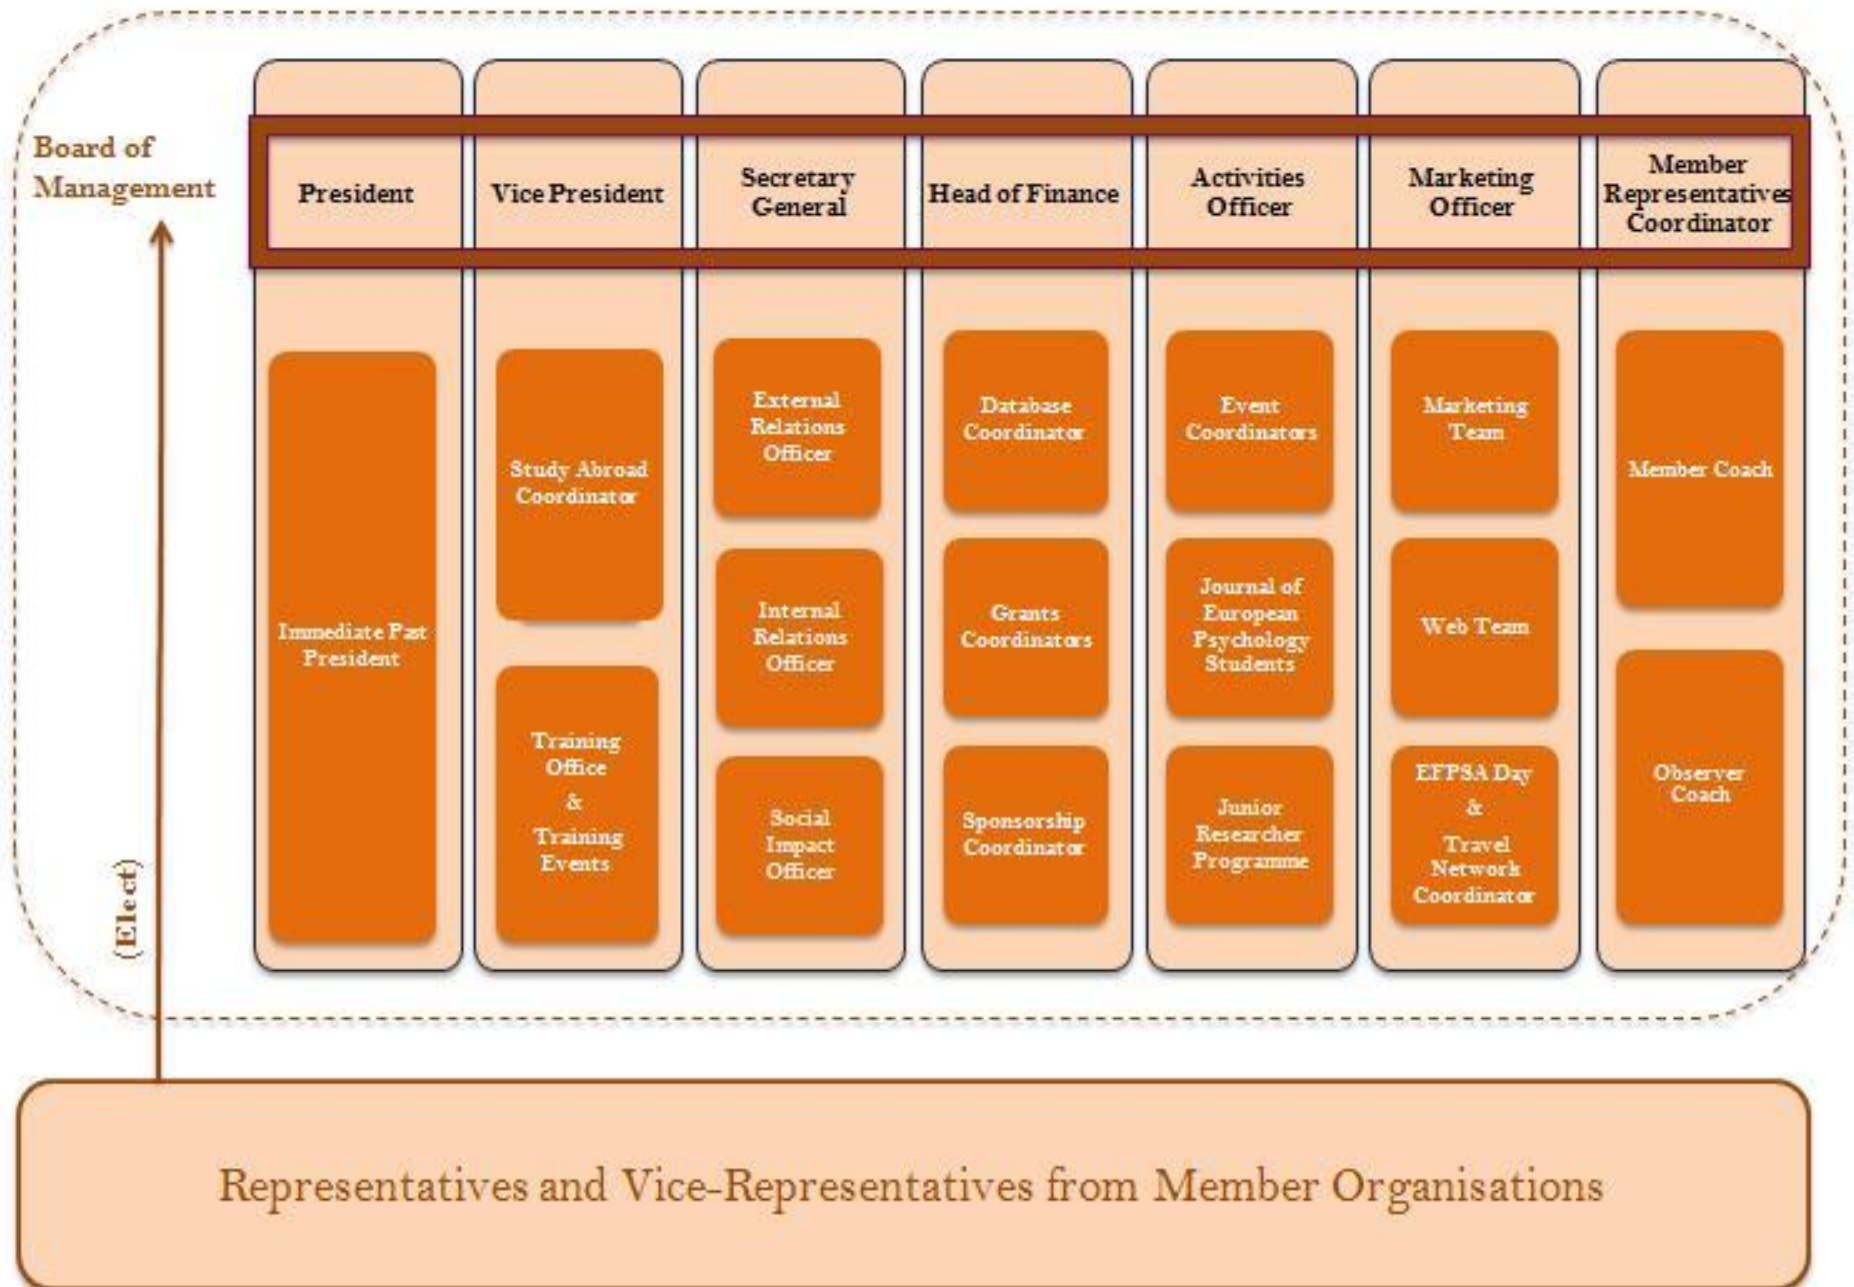 Board of
Management
President
Vice President
Secretary
General
Head of Finance
Activities
Officer
Marketing
Officer
Member
Representatives
Coordinator
Immediate Past
President
Study Abroad
Coordinator
Training
Office
&
Training
Events
External
Relations
Officer
Internal
Relations
Officer
Social
Impact
Officer
Database
Coordinator
Grants
Coordinators
Sponsorship
Coordinator
Event
Coordinators
Journal of
European
Psychology
Students
Junior
Researcher
Programme
Marketing
Team
Web Team
EFPSA Day
&
Travel
Network
Coordinator
Member Coach
Observer
Coach
(Elect)
Representatives and Vice-Representatives from Member Organisations